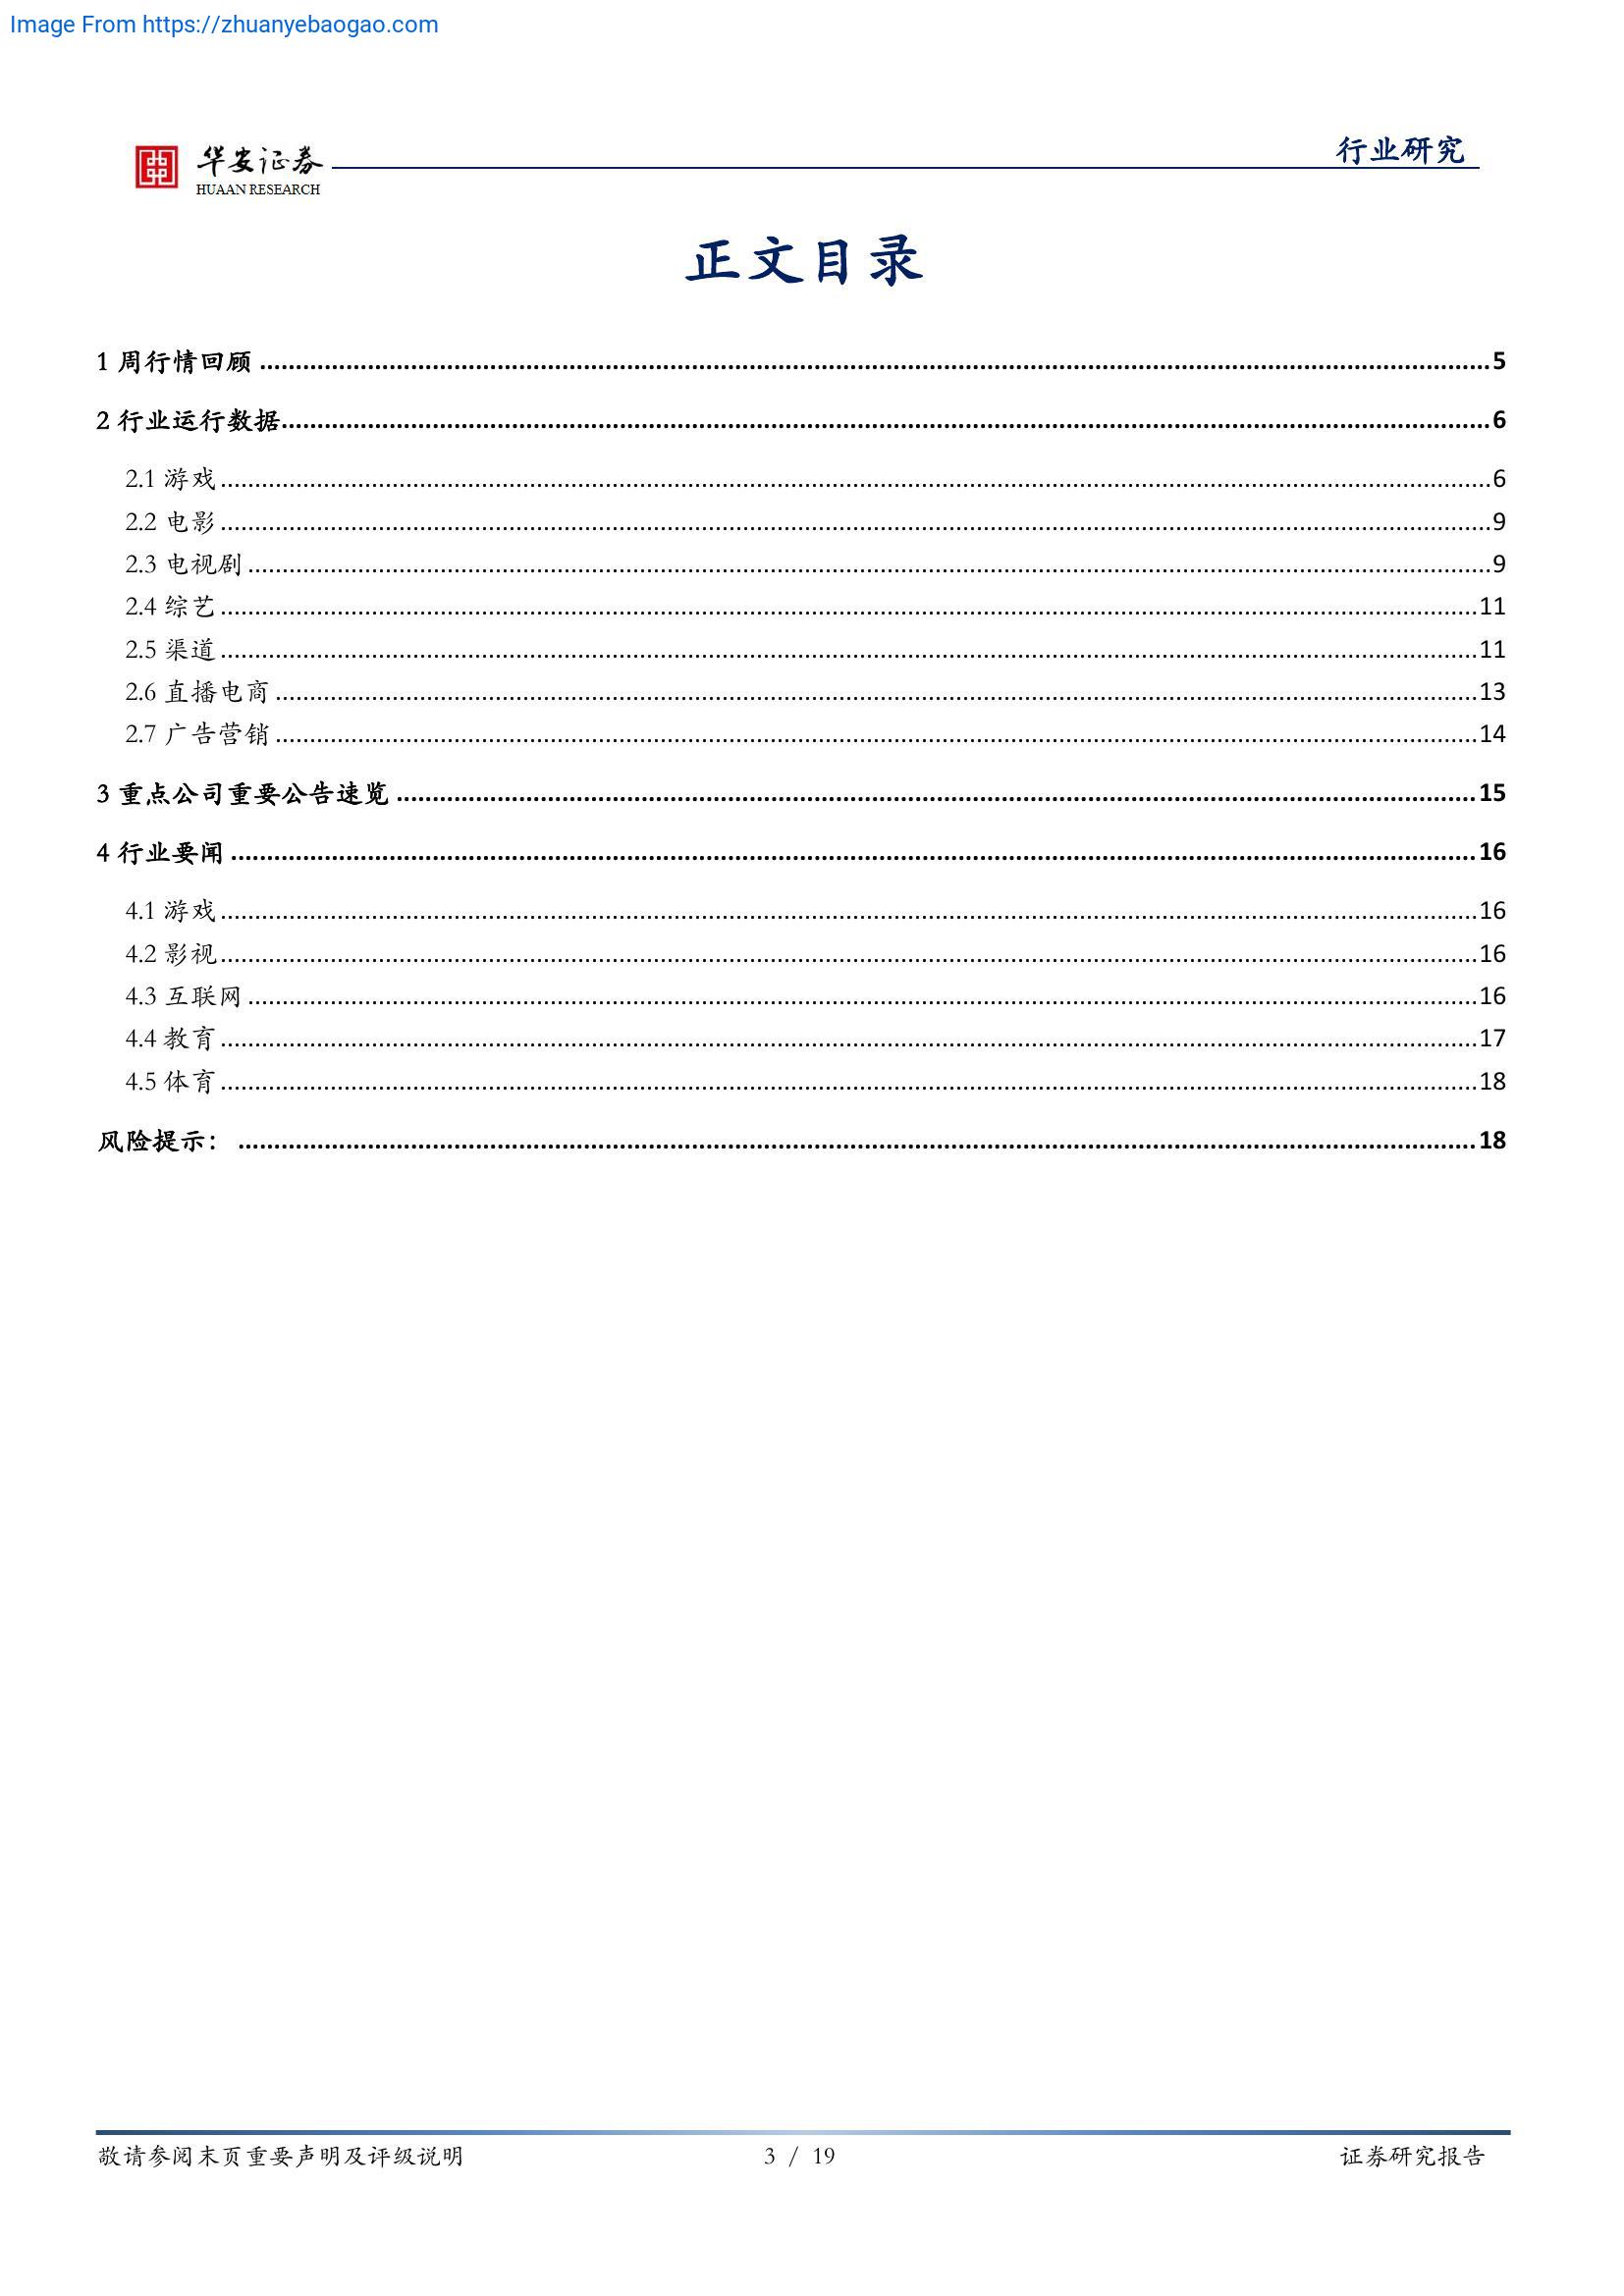 Image From https://zhuanyebaogao.com
华安证券
HUAAN RESEARCH
行业研究
正文目录
1 周行情回顾 ........................................ 5
2 行业运行数据 ........................................ 6
2.1 游戏 ........................................ 6
2.2 电影 ........................................ 9
2.3 电视剧 ........................................ 9
2.4 综艺 ........................................ 11
2.5 渠道 ........................................ 11
2.6 直播电商 ........................................ 13
2.7 广告营销 ........................................ 14
3 重点公司重要公告速览 ........................................ 15
4 行业要闻 ........................................ 16
4.1 游戏 ........................................ 16
4.2 影视 ........................................ 16
4.3 互联网 ........................................ 16
4.4 教育 ........................................ 17
4.5 体育 ........................................ 18
风险提示： ........................................ 18
敬请参阅末页重要声明及评级说明 3 / 19 证券研究报告